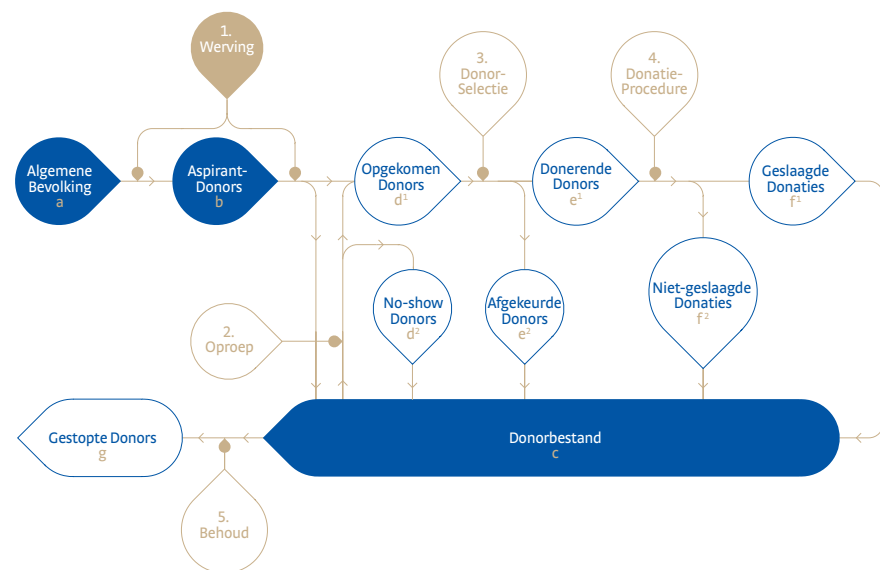 1.
Werving
3.
Donor-
Selectie
4.
Donatie-
Procedure
Algemene
Bevolking
a
Aspirant-
Donors
b
Opgekomen
Donors
d¹
Donerende
Donors
e¹
Geslaagde
Donaties
f¹
No-show
Donors
d²
Afgekeurde
Donors
e²
Niet-geslaagde
Donaties
f²
2.
Oproep
Gestopte Donors
g
Donorbestand
c
5.
Behoud